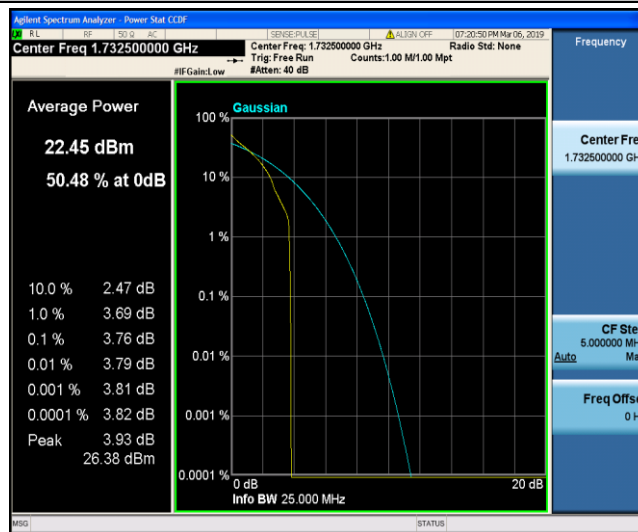 Agilent Spectrum Analyzer - Power Stat CCDF
RL RF 50 Ω AC SENSE:PULSE ALIGN OFF 07:20:50 PM Mar 06, 2019
Center Freq 1.732500000 GHz
Center Freq: 1.732500000 GHz Radio Std: None
Trig: Free Run Counts:1.00 M/1.00 Mpt
#IFGain:Low #Atten: 40 dB
Frequency
Average Power
22.45 dBm
50.48 % at 0dB
10.0 % 2.47 dB
1.0 % 3.69 dB
0.1 % 3.76 dB
0.01 % 3.79 dB
0.001 % 3.81 dB
0.0001 % 3.82 dB
Peak 3.93 dB
26.38 dBm
Gaussian
100 %
10 %
1 %
0.1 %
0.01 %
0.001 %
0.0001 %
0 dB 20 dB
Info BW 25.000 MHz
Center Fre
1.732500000 GH
CF Ste
5.000000 MH
Auto Ma
Freq Offse
0 H
MSG STATUS